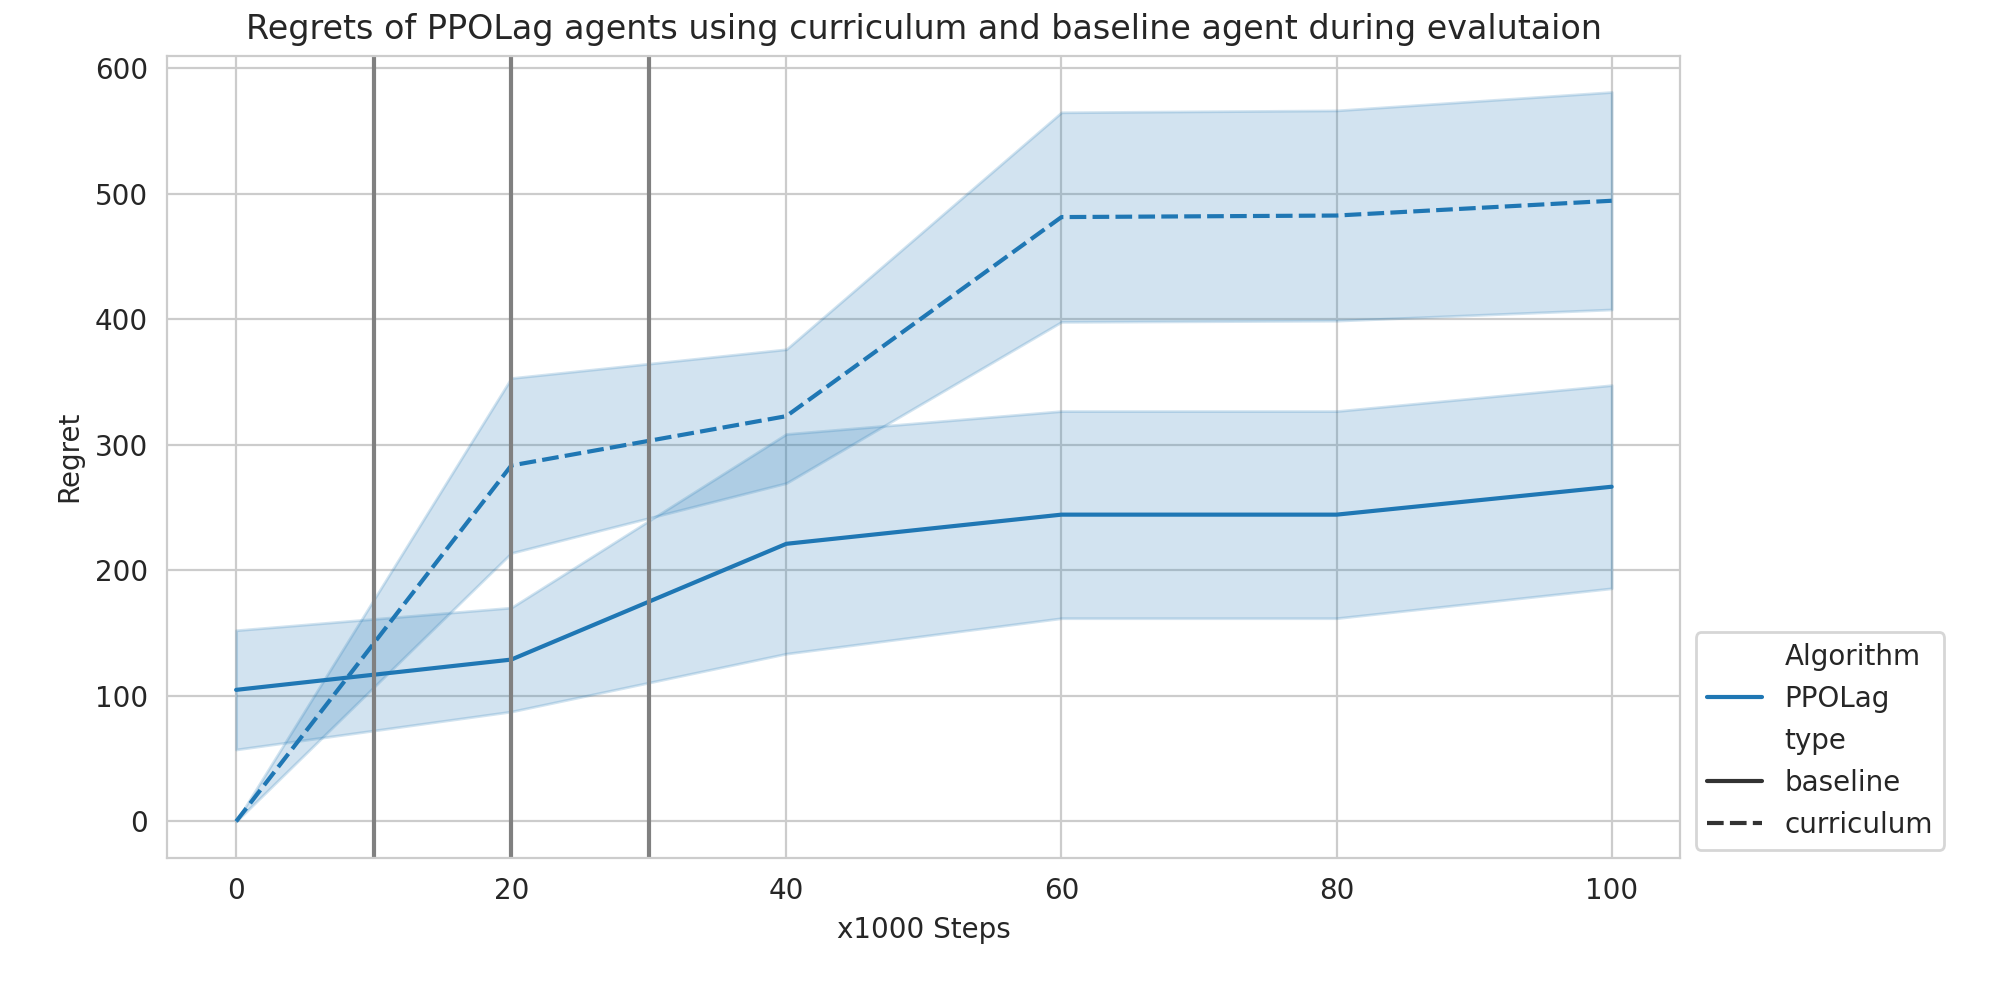 Regrets of PPOLag agents using curriculum and baseline agent during evalutaion
600
500
400
300
200
100
0
Regret
0 20 40 60 80 100
x1000 Steps
Algorithm
PPOLag
type
baseline
curriculum